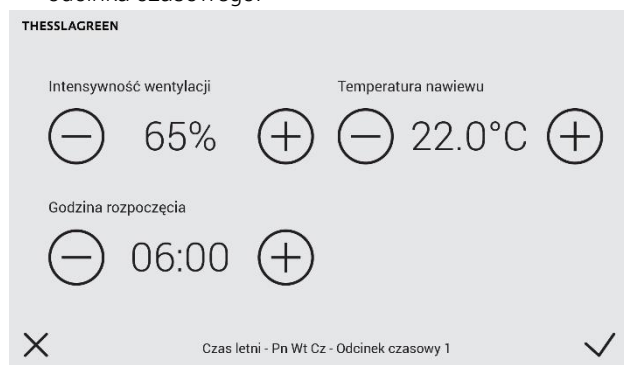 odcinka czasowego.
THESSLAGREEN
Intensywność wentylacji
Temperatura nawiewu
65%
22.0°C
Godzina rozpoczęcia
06:00
Czas letni - Pn Wt Cz - Odcinek czasowy 1